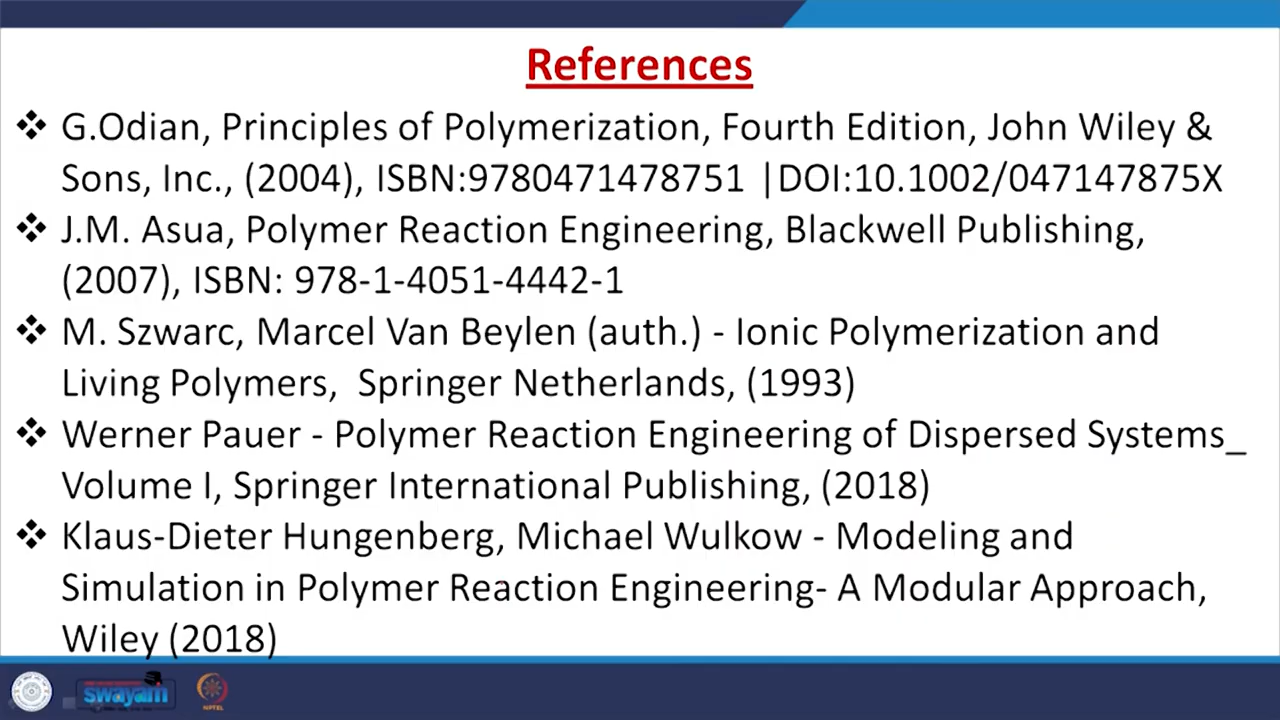 References
❖ G.Odian, Principles of Polymerization, Fourth Edition, John Wiley &
Sons, Inc., (2004), ISBN:9780471478751 |DOI:10.1002/047147875X
❖ J.M. Asua, Polymer Reaction Engineering, Blackwell Publishing,
(2007), ISBN: 978-1-4051-4442-1
❖ M. Szwarc, Marcel Van Beylen (auth.) - Ionic Polymerization and
Living Polymers,  Springer Netherlands, (1993)
❖ Werner Pauer - Polymer Reaction Engineering of Dispersed Systems_
Volume I, Springer International Publishing, (2018)
❖ Klaus-Dieter Hungenberg, Michael Wulkow - Modeling and
Simulation in Polymer Reaction Engineering- A Modular Approach,
Wiley (2018)
swayam
NPTEL